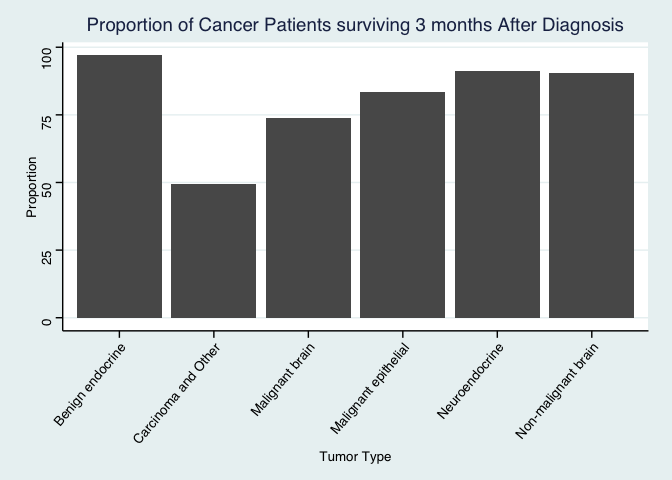 Proportion of Cancer Patients surviving 3 months After Diagnosis
Proportion
100
75
50
25
0
Benign endocrine
Carcinoma and Other
Malignant brain
Malignant epithelial
Neuroendocrine
Non-malignant brain
Tumor Type